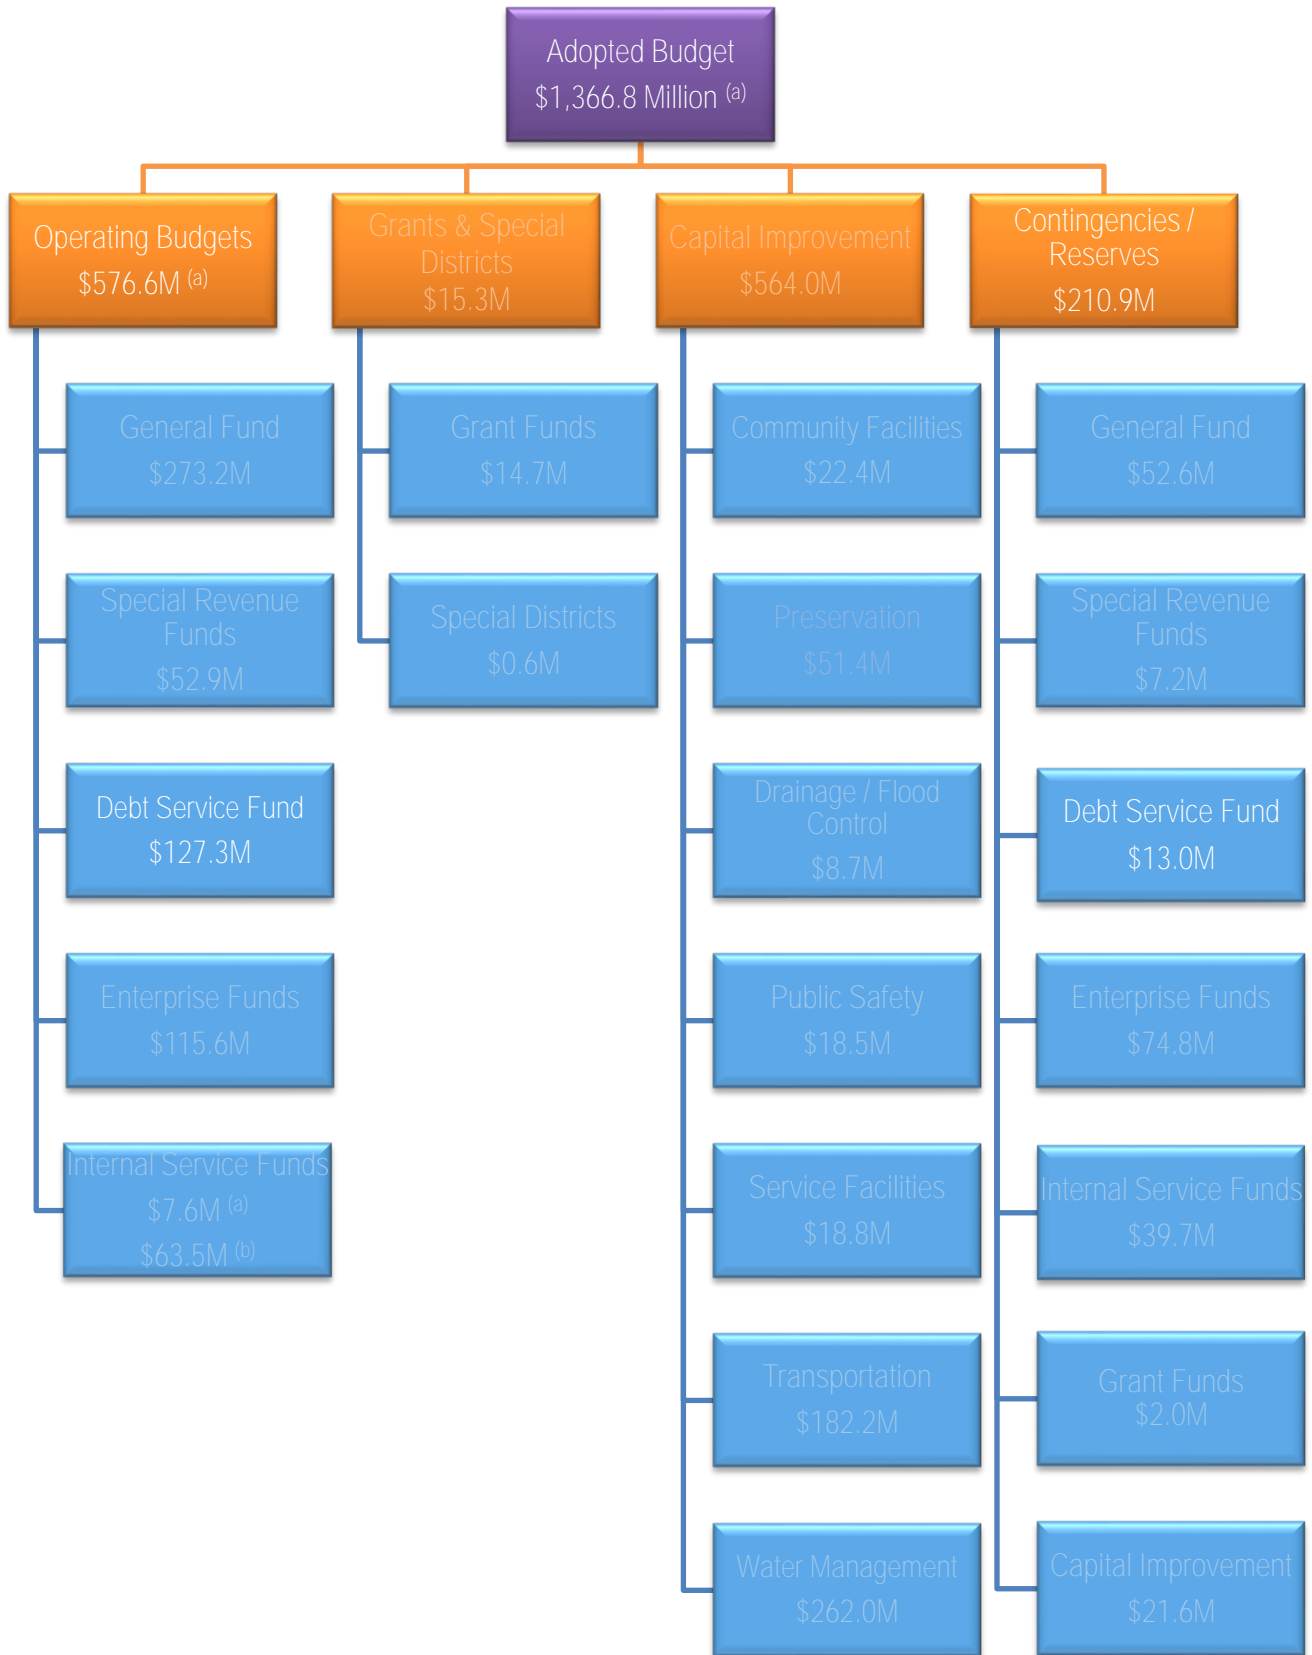 Adopted Budget
$1,366.8 Million (a)
Operating Budgets
$576.6M (a)
Grants & Special
Districts
$15.3M
Capital Improvement
$564.0M
Contingencies /
Reserves
$210.9M
General Fund
$273.2M
Special Revenue
Funds
$52.9M
Debt Service Fund
$127.3M
Enterprise Funds
$115.6M
Internal Service Funds
$7.6M (a)
$63.5M (b)
Grant Funds
$14.7M
Special Districts
$0.6M
Community Facilities
$22.4M
Preservation
$51.4M
Drainage / Flood
Control
$8.7M
Public Safety
$18.5M
Service Facilities
$18.8M
Transportation
$182.2M
Water Management
$262.0M
General Fund
$52.6M
Special Revenue
Funds
$7.2M
Debt Service Fund
$13.0M
Enterprise Funds
$74.8M
Internal Service Funds
$39.7M
Grant Funds
$2.0M
Capital Improvement
$21.6M